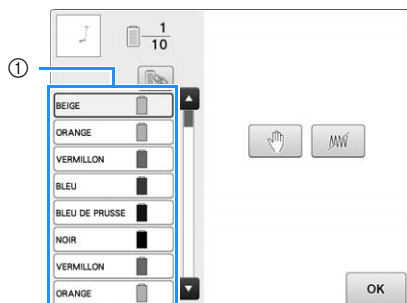 1
10
①
BEIGE
ORANGE
VERMILLON
BLEU
BLEU DE PRUSSE
NOIR
VERMILLON
ORANGE
OK